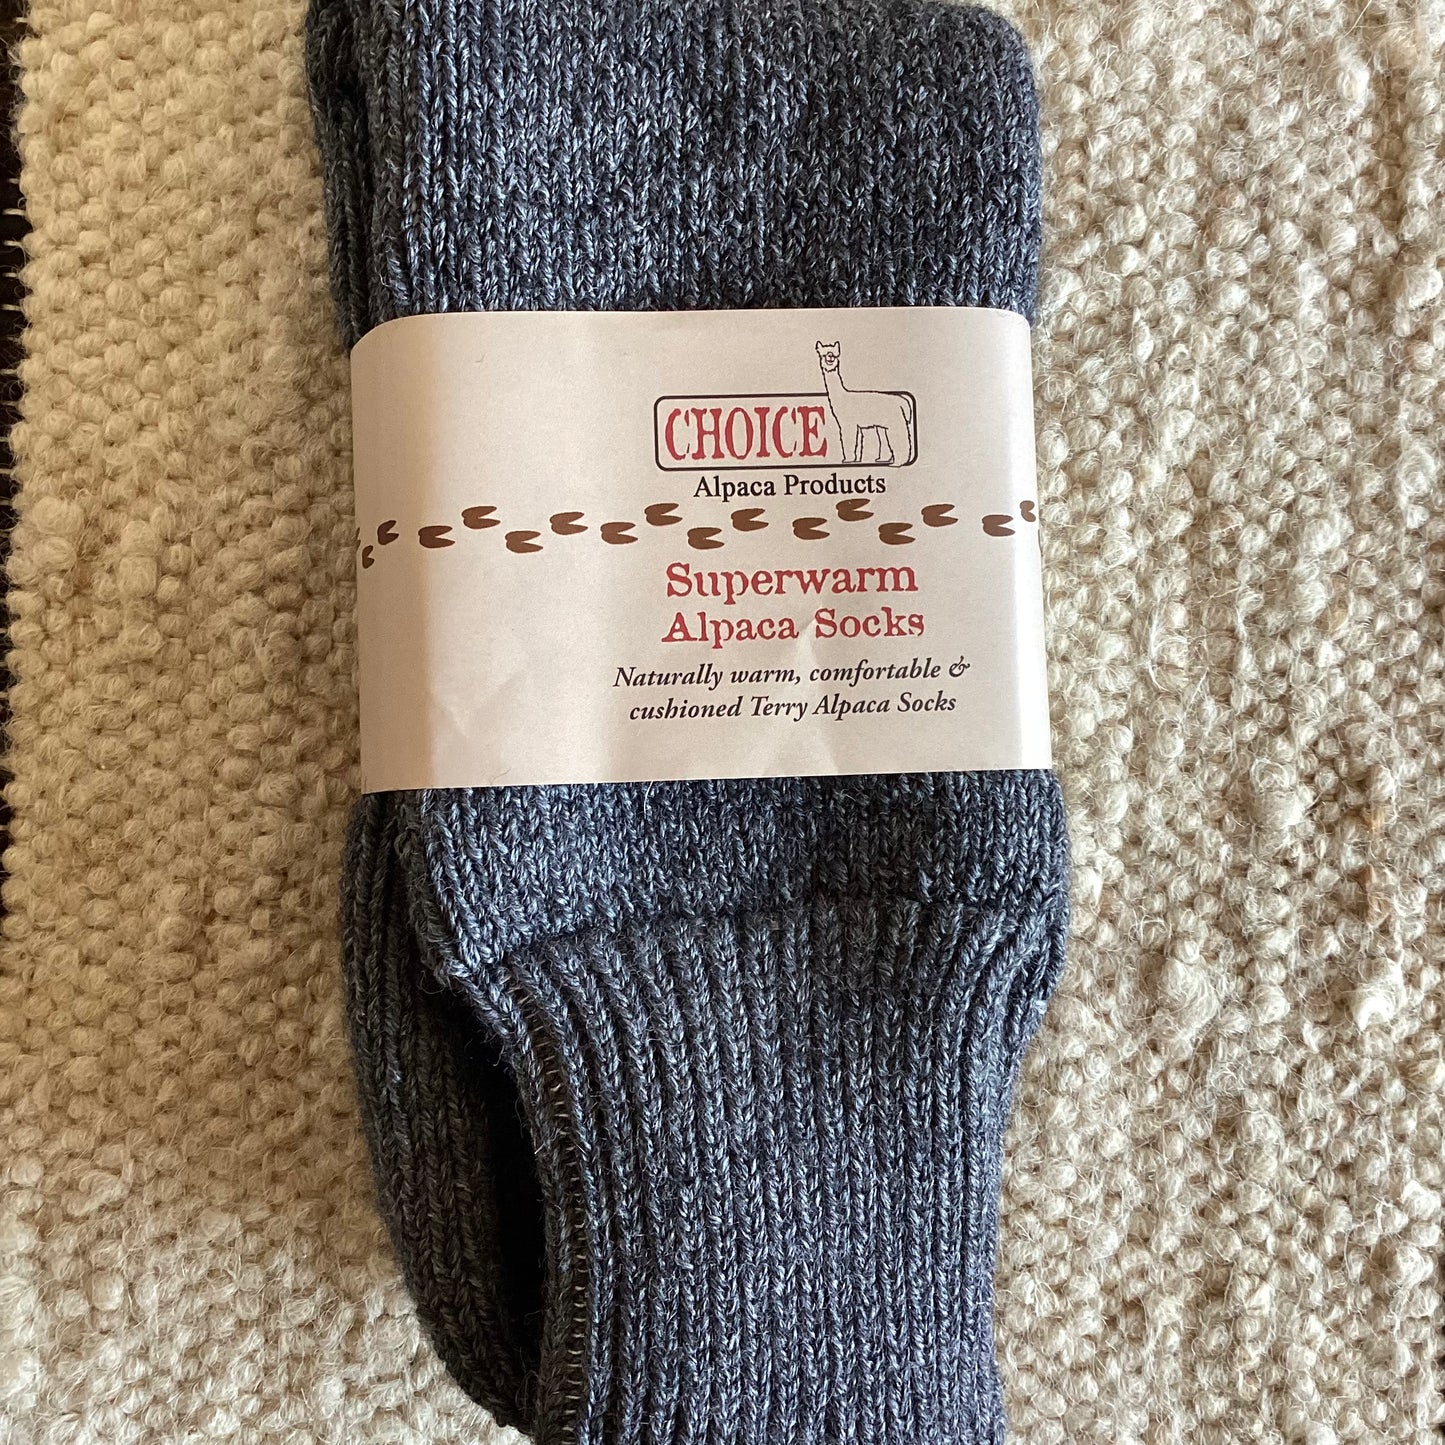 CHOICE
Alpaca Products
Superwarm
Alpaca Socks
Naturally warm, comfortable &
cushioned Terry Alpaca Socks